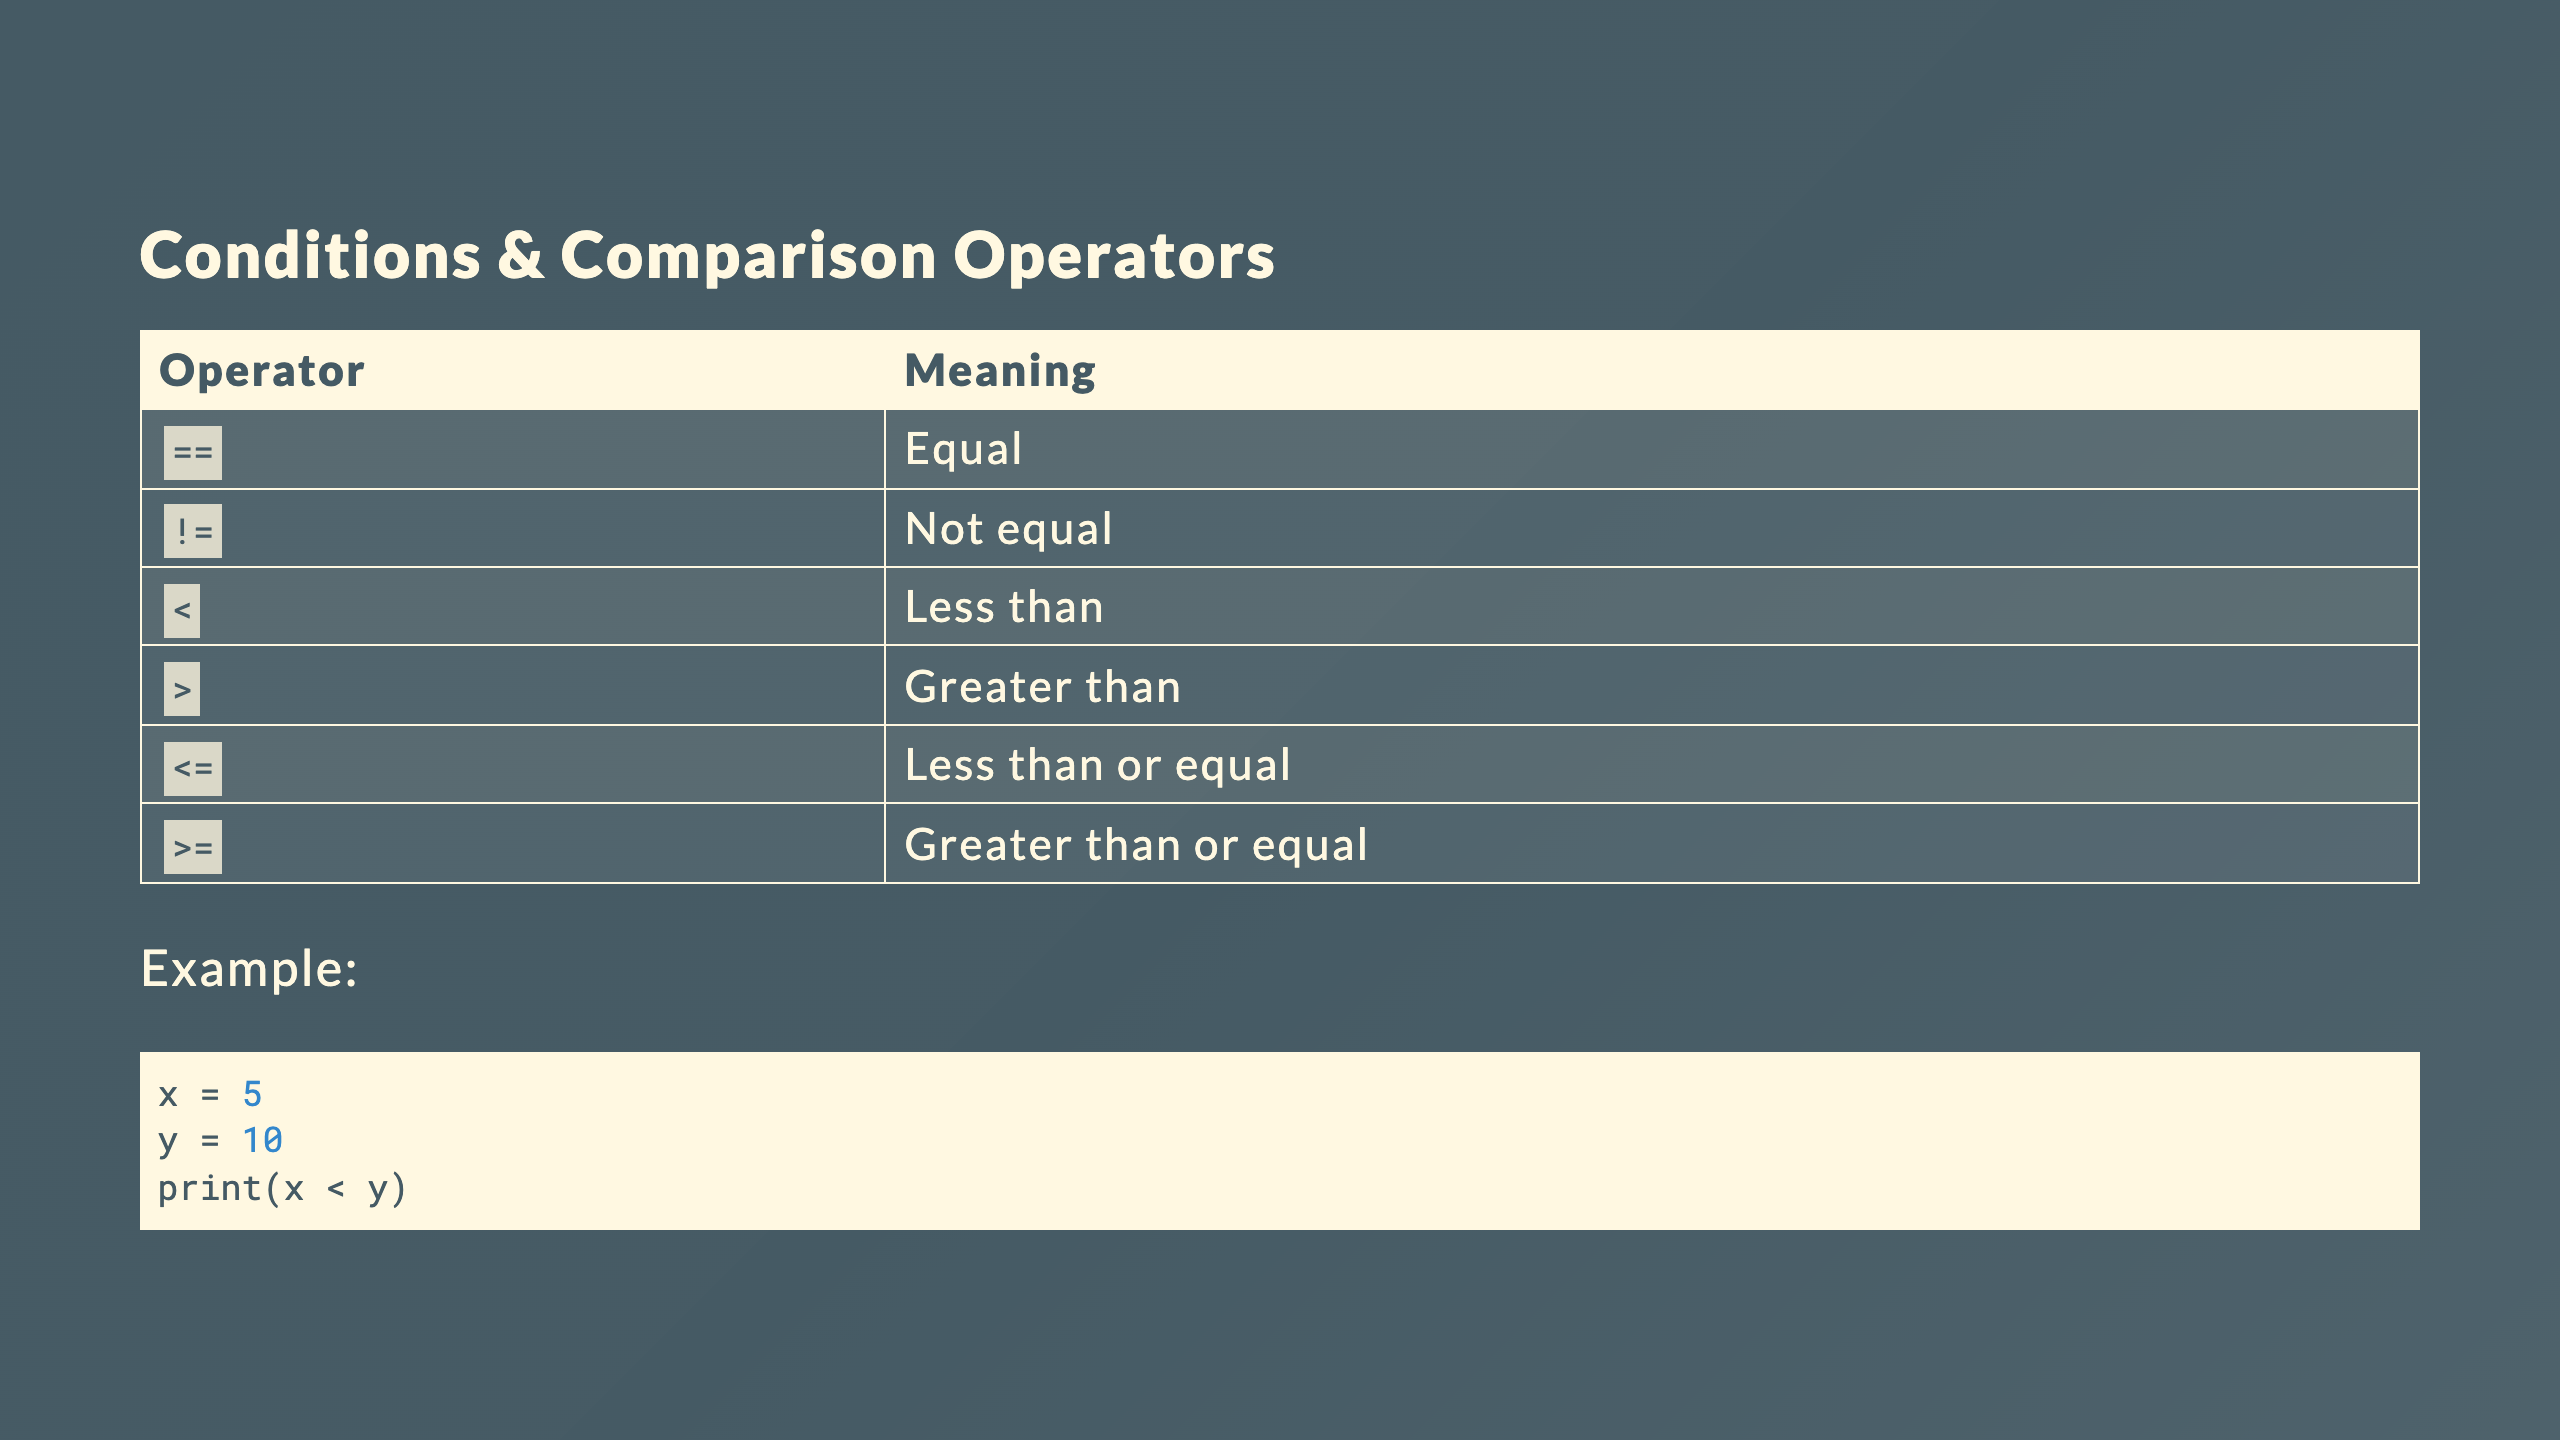 Conditions & Comparison Operators
Operator Meaning
== Equal
!= Not equal
< Less than
> Greater than
<= Less than or equal
>= Greater than or equal
Example:
x = 5
y = 10
print(x < y)